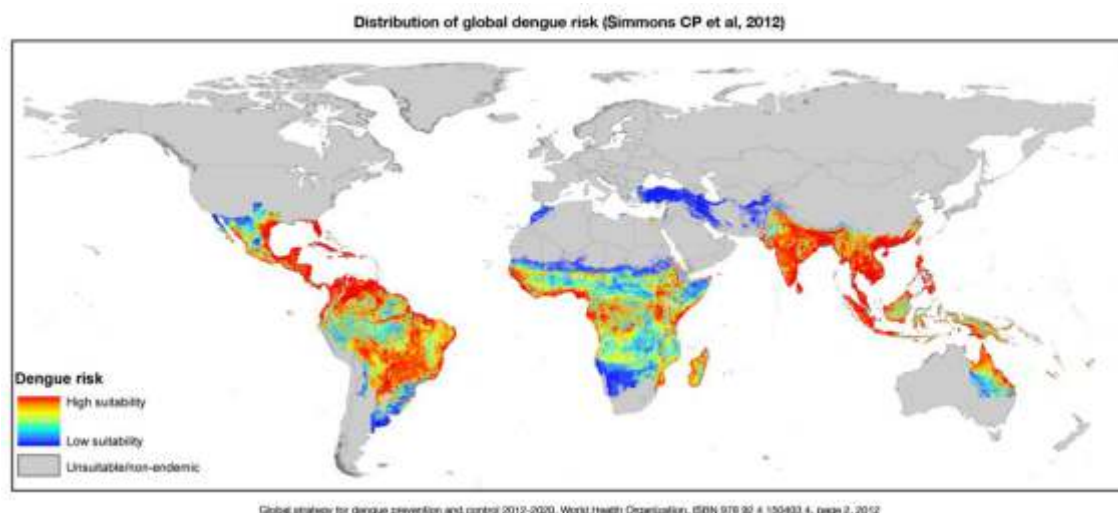 Distribution of global dengue risk (Simmons CP et al, 2012)
Dengue risk
High suitability
Low suitability
Unsuitable/non-endemic
Global strategy for dengue prevention and control 2012-2020, World Health Organization, ISBN 978 92 4 150403 4, page 2, 2012